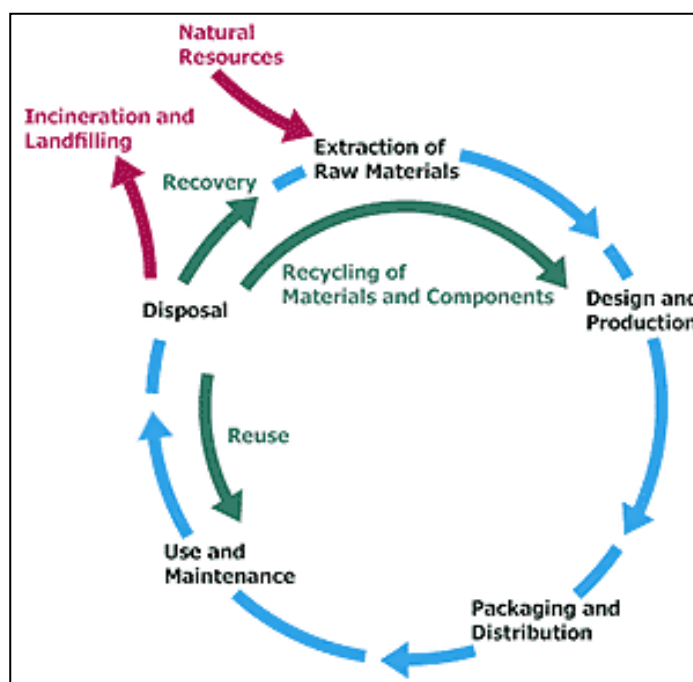 Natural
Resources
Incineration and
Landfilling
Extraction of
Raw Materials
Recovery
Recycling of
Materials and Components
Design and
Production
Disposal
Reuse
Use and
Maintenance
Packaging and
Distribution